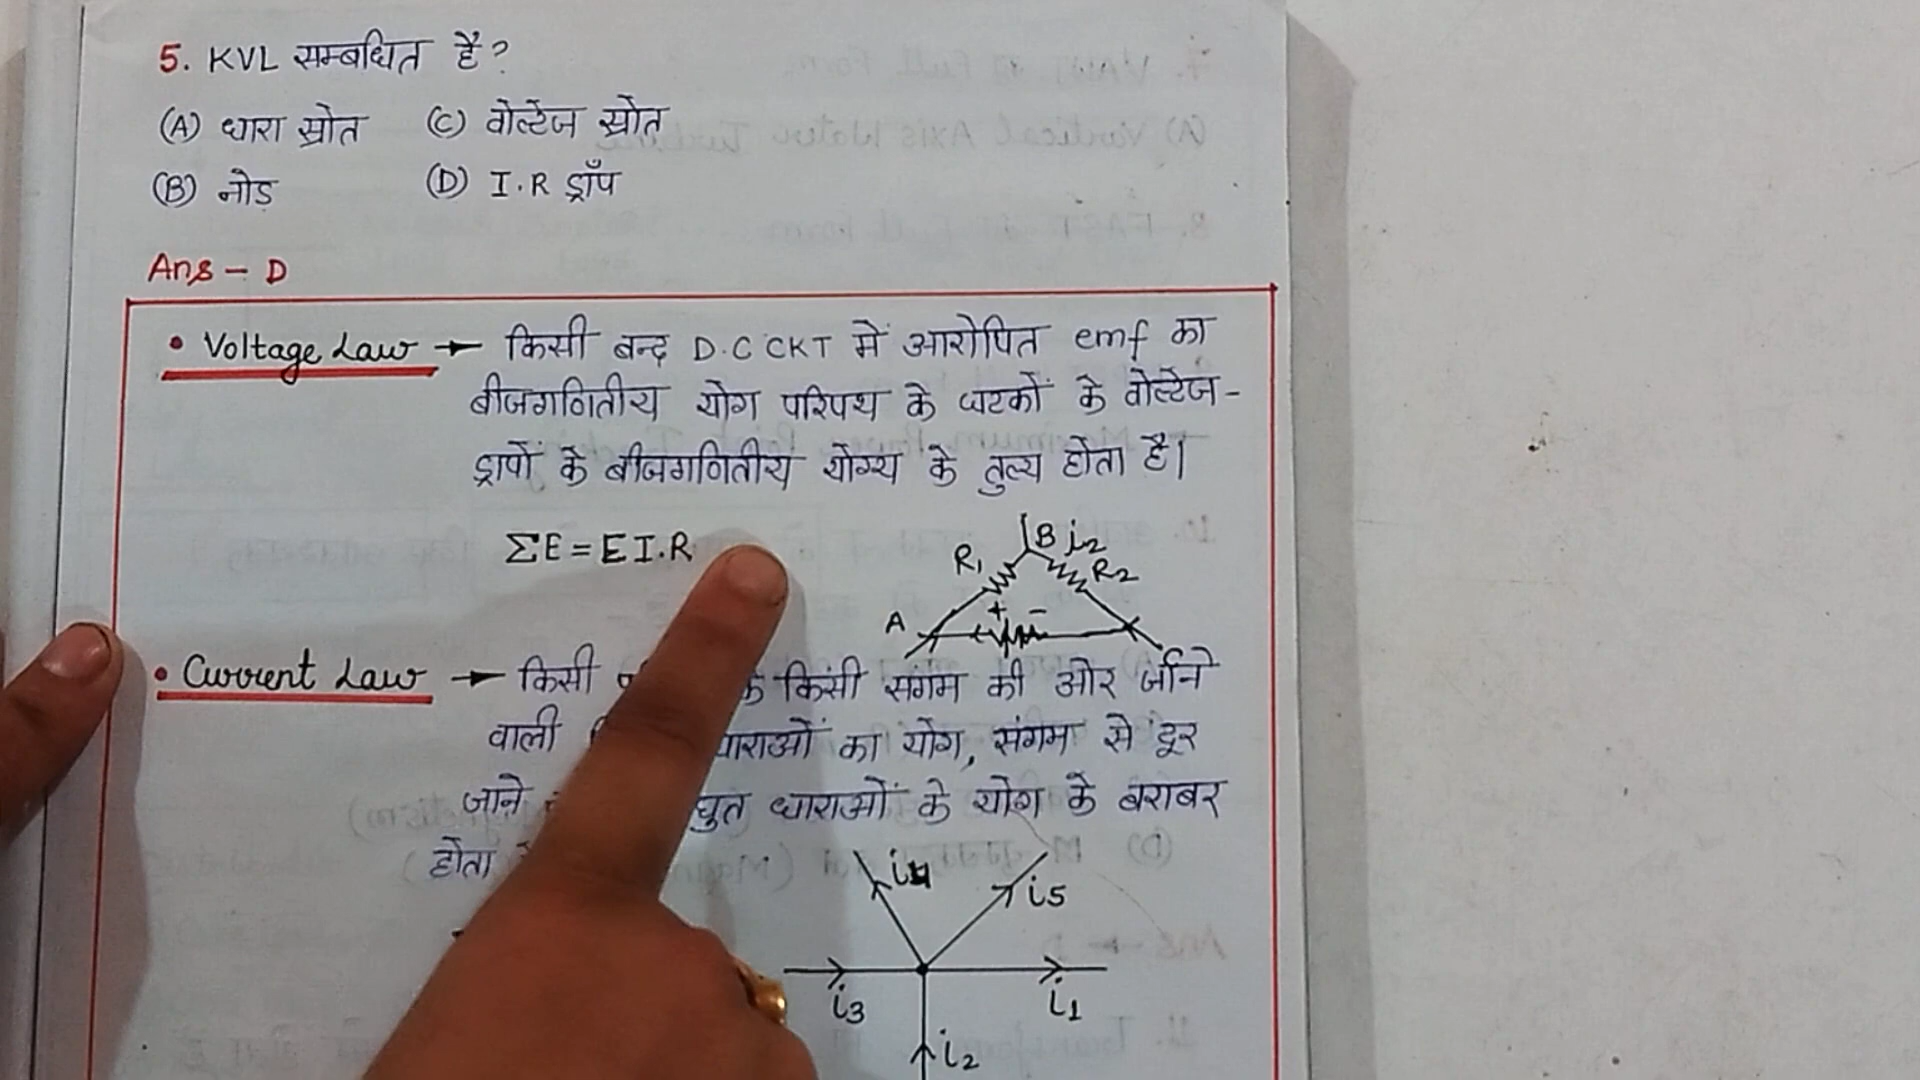 5. KVL सम्बधित है?
(A) धारा स्रोत (C) वोल्टेज स्रोत
(B) नोड (D) I.R ड्रॉप
Ans - D
• Voltage Law → किसी बन्द D.C CKT में आरोपित emf का
बीजगणितीय योग परिपथ के घटकों के वोल्टेज-
ड्रापों के बीजगणितीय योग्य के तुल्य होता है।
ΣE = E I.R
B i2
R1 R2
+ -
A
• Current Law → किसी के किसी संगम की ओर जाने
वाली धाराओं का योग, संगम से दूर
जाने धाराओं के योग के बराबर
होता
i4 i5
i3 i1
i2